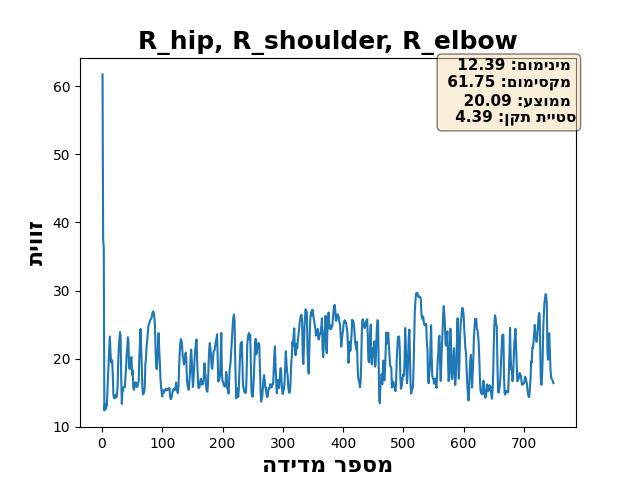 R_hip, R_shoulder, R_elbow
מינימום: 12.39
מקסימום: 61.75
ממוצע: 20.09
סטיית תקן: 4.39
זווית
60
50
40
30
20
10
0 100 200 300 400 500 600 700
מספר מדידה